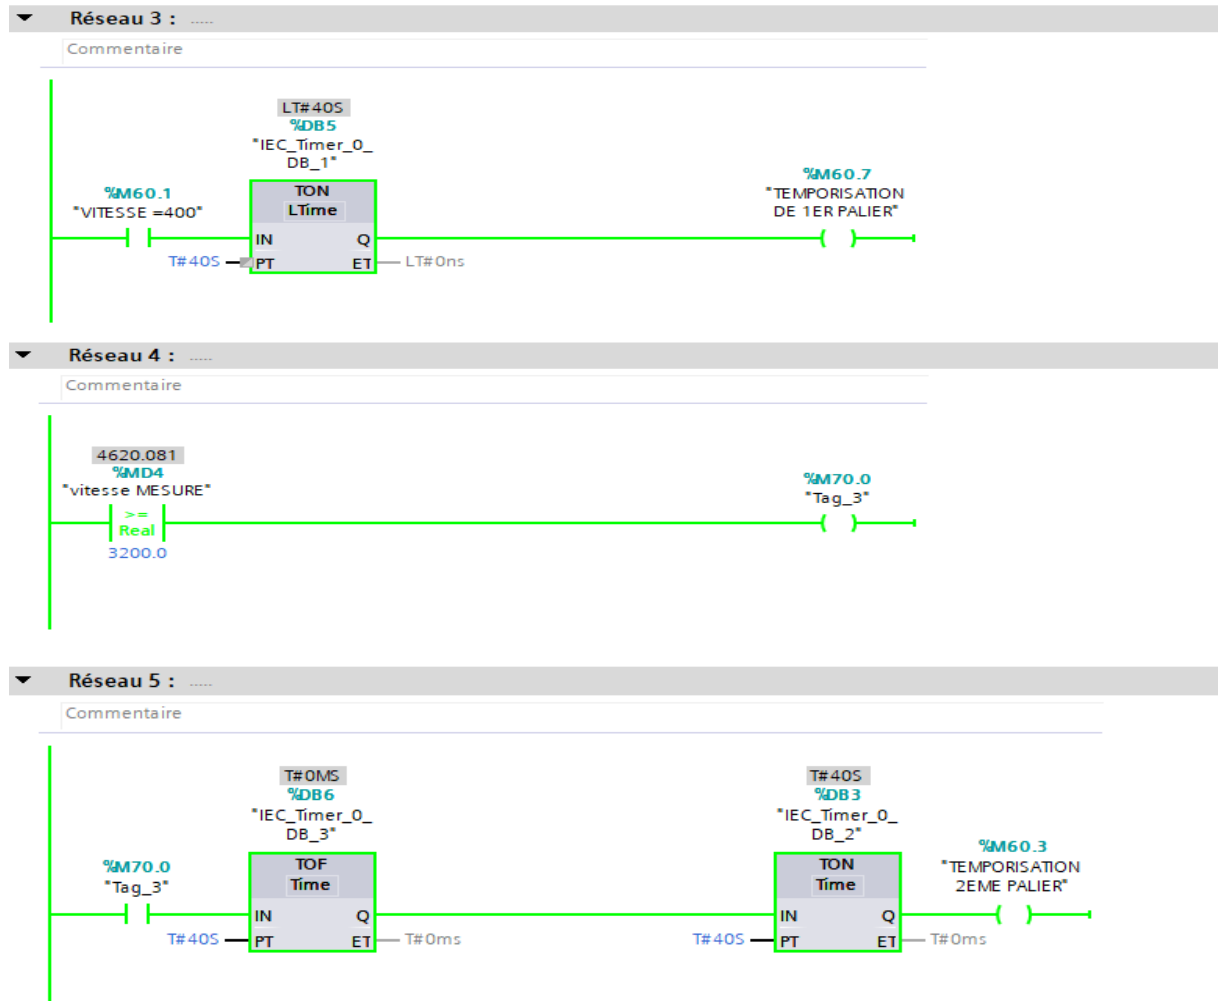 Réseau 3 : .....
Commentaire
LT#40S
%DB5
"IEC_Timer_0_
DB_1"
%M60.1
"VITESSE =400"
TON
LTime
%M60.7
"TEMPORISATION
DE 1ER PALIER"
IN Q
T#40S PT ET LT#0ns
Réseau 4 : .....
Commentaire
4620.081
%MD4
"vitesse MESURE"
>=
Real
3200.0
%M70.0
"Tag_3"
Réseau 5 : .....
Commentaire
T#0MS
%DB6
"IEC_Timer_0_
DB_3"
T#40S
%DB3
"IEC_Timer_0_
DB_2"
%M70.0
"Tag_3"
TOF
Time
TON
Time
%M60.3
"TEMPORISATION
2EME PALIER"
IN Q IN Q
T#40S PT ET T#0ms T#40S PT ET T#0ms